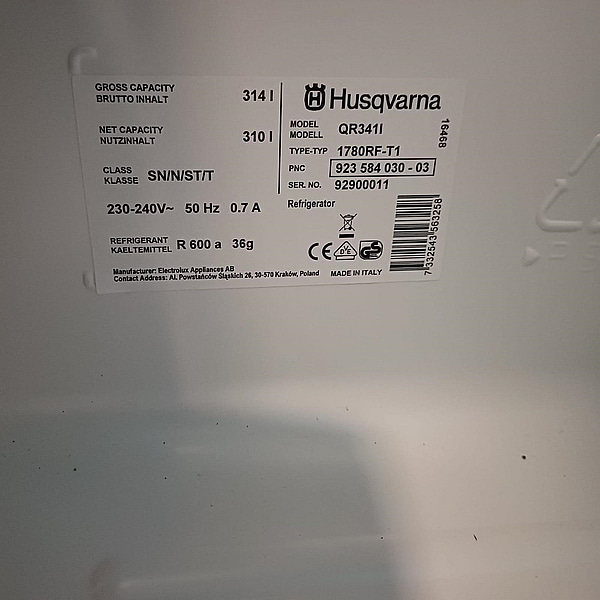 GROSS CAPACITY
BRUTTO INHALT 314 l
NET CAPACITY
NUTZINHALT 310 l
CLASS
KLASSE SN/N/ST/T
230-240V~ 50 Hz 0.7 A
REFRIGERANT
KAELTEMITTEL R 600 a 36g
Manufacturer: Electrolux Appliances AB
Contact Address: Al. Powstańców Śląskich 26, 30-570 Kraków, Poland
Husqvarna
MODEL
MODELL QR341I
TYPE-TYP 1780RF-T1
PNC 923 584 030 - 03
SER. NO. 92900011
Refrigerator
CE
MADE IN ITALY
16468
7 332543 563258